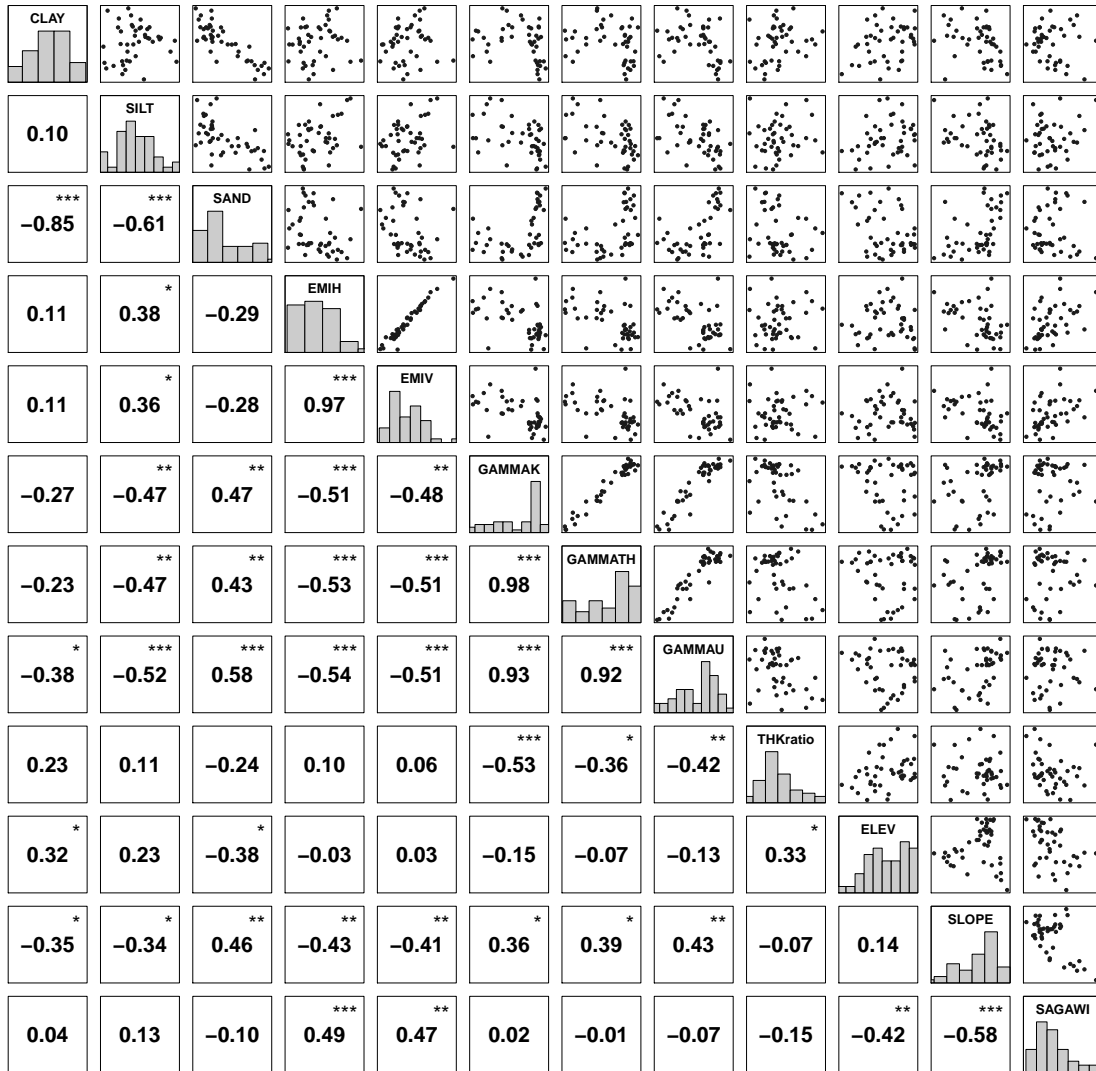 CLAY
0.10
SILT
*** ***
−0.85 −0.61
SAND
*
0.11 0.38 −0.29
EMIH
* ***
0.11 0.36 −0.28 0.97
EMIV
** ** *** **
−0.27 −0.47 0.47 −0.51 −0.48
GAMMAK
** ** *** *** ***
−0.23 −0.47 0.43 −0.53 −0.51 0.98
GAMMATH
* *** *** *** *** *** ***
−0.38 −0.52 0.58 −0.54 −0.51 0.93 0.92
GAMMAU
*** * **
0.23 0.11 −0.24 0.10 0.06 −0.53 −0.36 −0.42
THKratio
* * *
0.32 0.23 −0.38 −0.03 0.03 −0.15 −0.07 −0.13 0.33
ELEV
* * ** ** ** * * **
−0.35 −0.34 0.46 −0.43 −0.41 0.36 0.39 0.43 −0.07 0.14
SLOPE
*** ** ** ***
0.04 0.13 −0.10 0.49 0.47 0.02 −0.01 −0.07 −0.15 −0.42 −0.58
SAGAWI